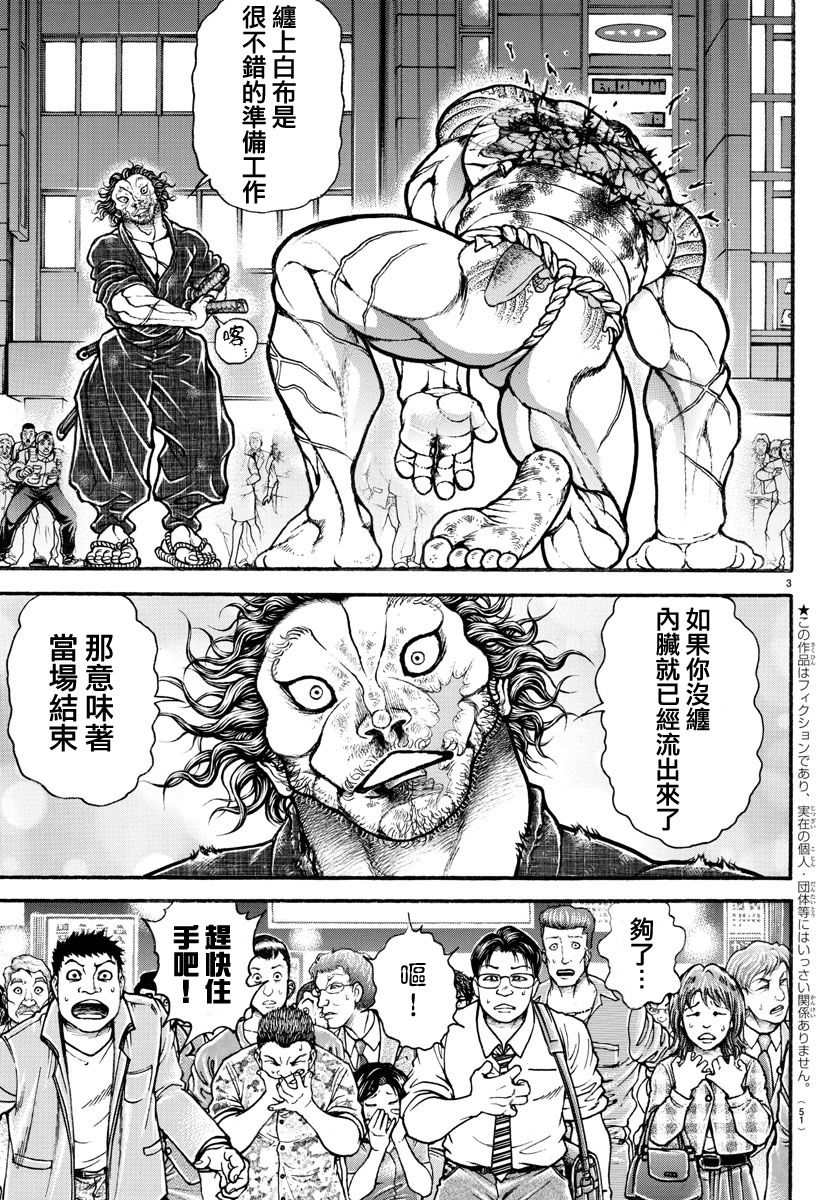 纏上白布是
很不錯的準備工作
喀…
3
如果你沒纏
內臟就已經流出來了
那意味著
當場結束
夠了…
嘔！
趕快住
手吧！
★この作品はフィクションであり、実在の個人・団体等にはいっさい関係ありません。
(51)